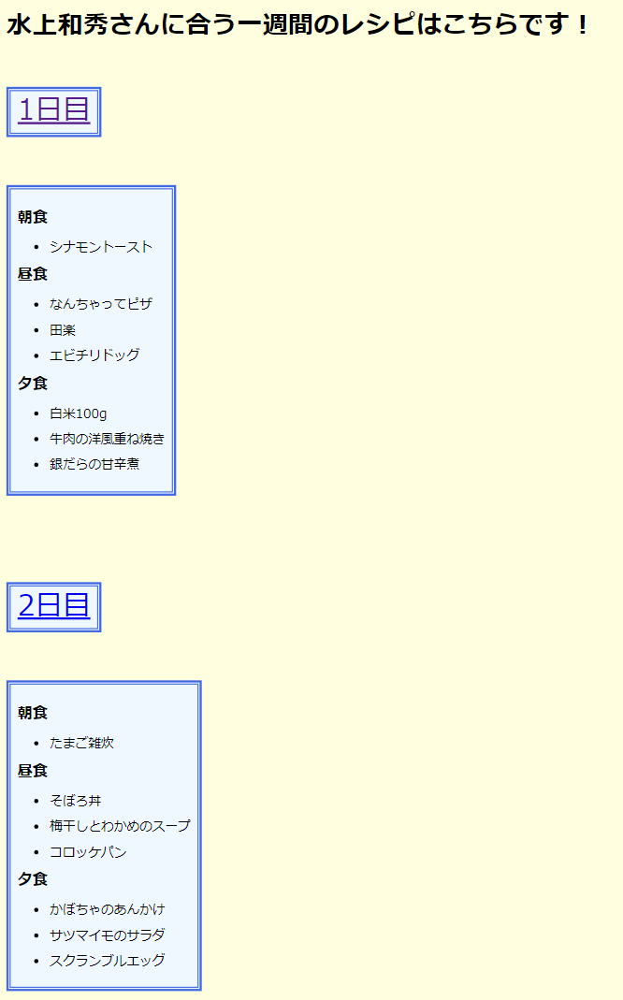 水上和秀さんに合う一週間のレシピはこちらです！
1日目
朝食
シナモントースト
昼食
なんちゃってピザ
田楽
エビチリドッグ
夕食
白米100g
牛肉の洋風重ね焼き
銀だらの甘辛煮
2日目
朝食
たまご雑炊
昼食
そぼろ丼
梅干しとわかめのスープ
コロッケパン
夕食
かぼちゃのあんかけ
サツマイモのサラダ
スクランブルエッグ